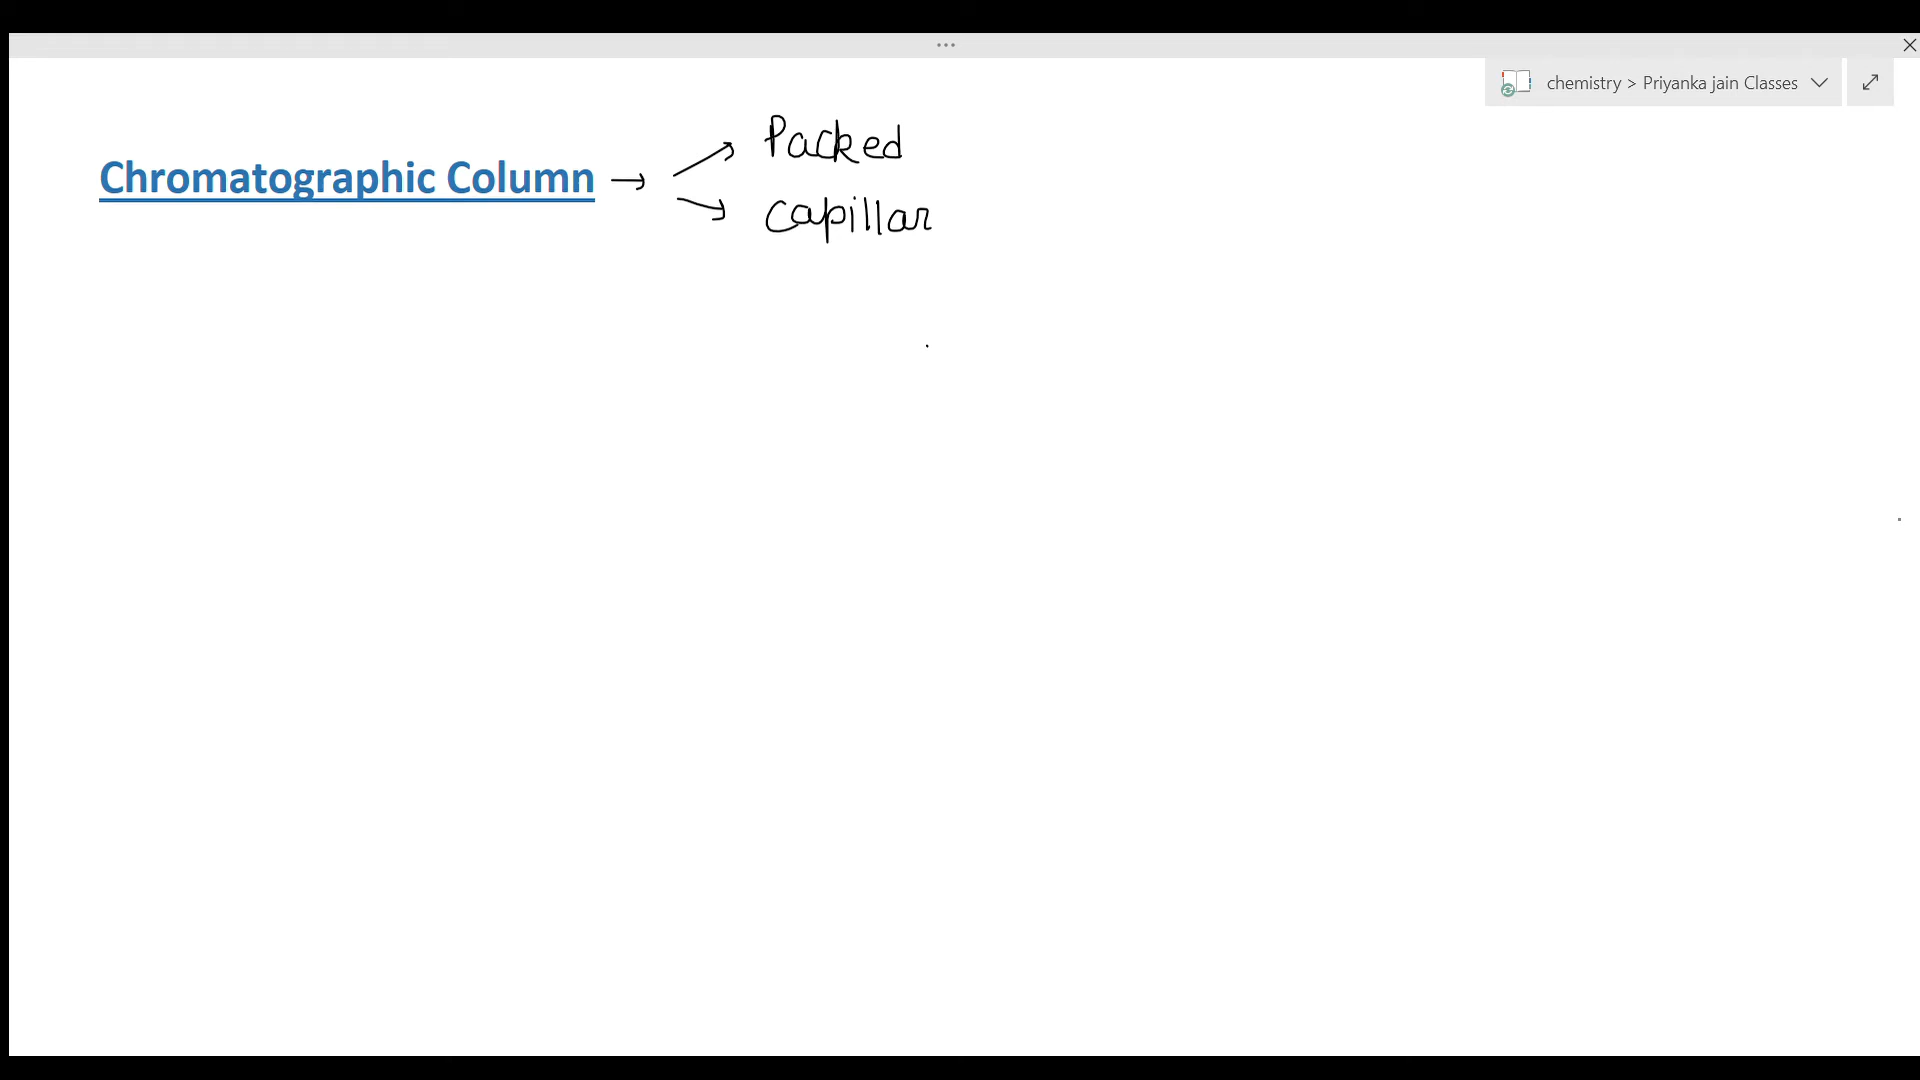 chemistry > Priyanka jain Classes
Packed
Chromatographic Column →
Capillar